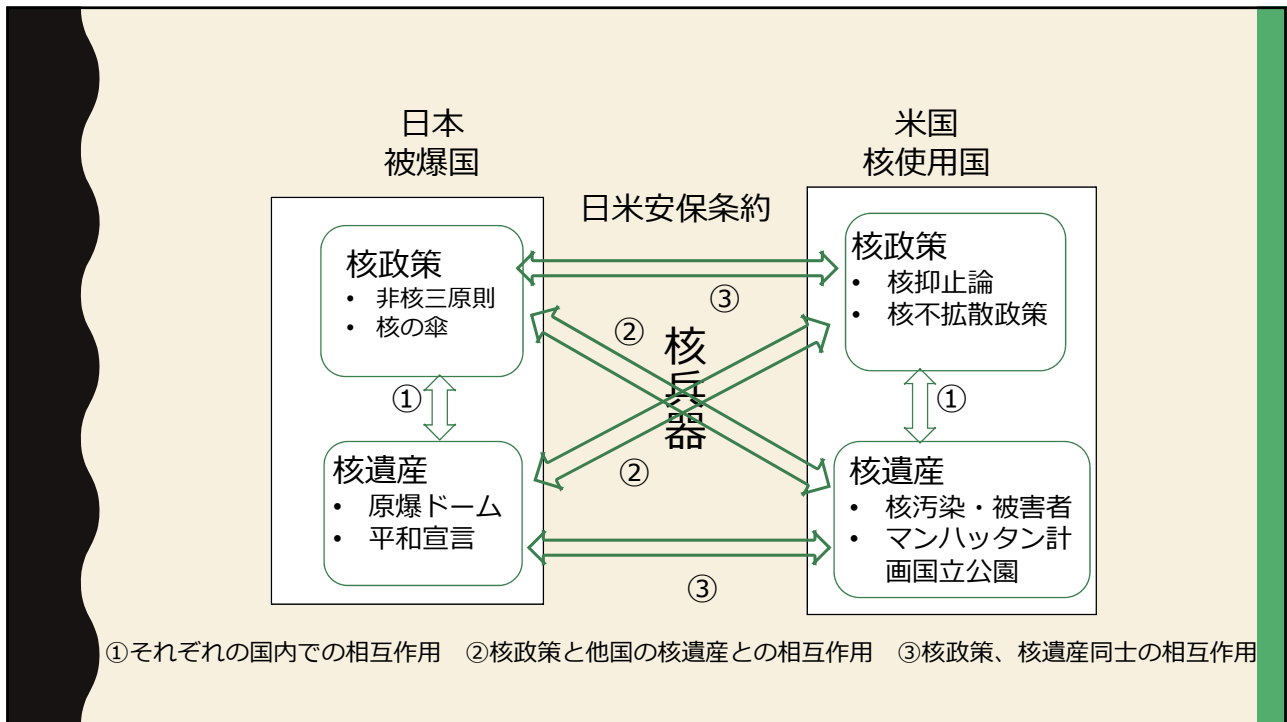 日本
被爆国
米国
核使用国
日米安保条約
核政策
• 非核三原則
• 核の傘
③
核政策
• 核抑止論
• 核不拡散政策
②
核兵器
①
①
②
核遺産
• 原爆ドーム
• 平和宣言
核遺産
• 核汚染・被害者
• マンハッタン計
画国立公園
③
①それぞれの国内での相互作用 ②核政策と他国の核遺産との相互作用 ③核政策、核遺産同士の相互作用